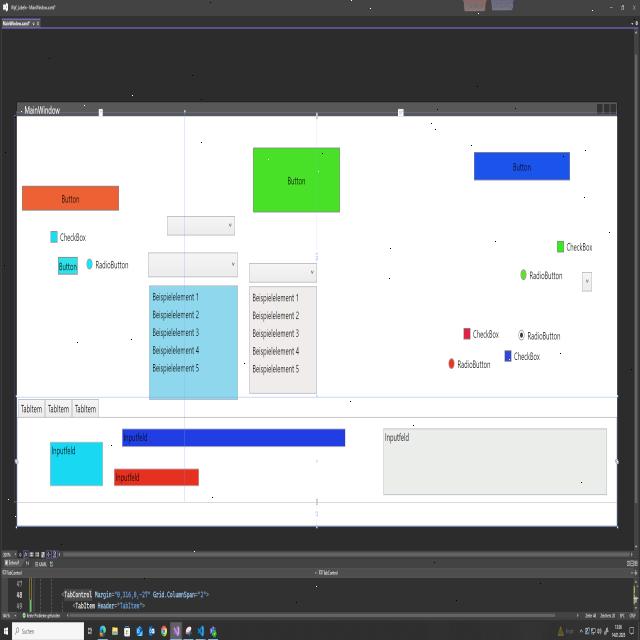 MainWindow
Button
Button
Button
CheckBox
Button
RadioButton
CheckBox
RadioButton
Beispielelement 1
Beispielelement 2
Beispielelement 3
Beispielelement 4
Beispielelement 5
Beispielelement 1
Beispielelement 2
Beispielelement 3
Beispielelement 4
Beispielelement 5
CheckBox
RadioButton
CheckBox
RadioButton
TabItem
TabItem
TabItem
Inputfeld
Inputfeld
Inputfeld
Inputfeld
TabControl
TabControl
47
48 <TabControl Margin="0,316,0,-27" Grid.ColumnSpan="2">
49 <TabItem Header="TabItem">
Suchen